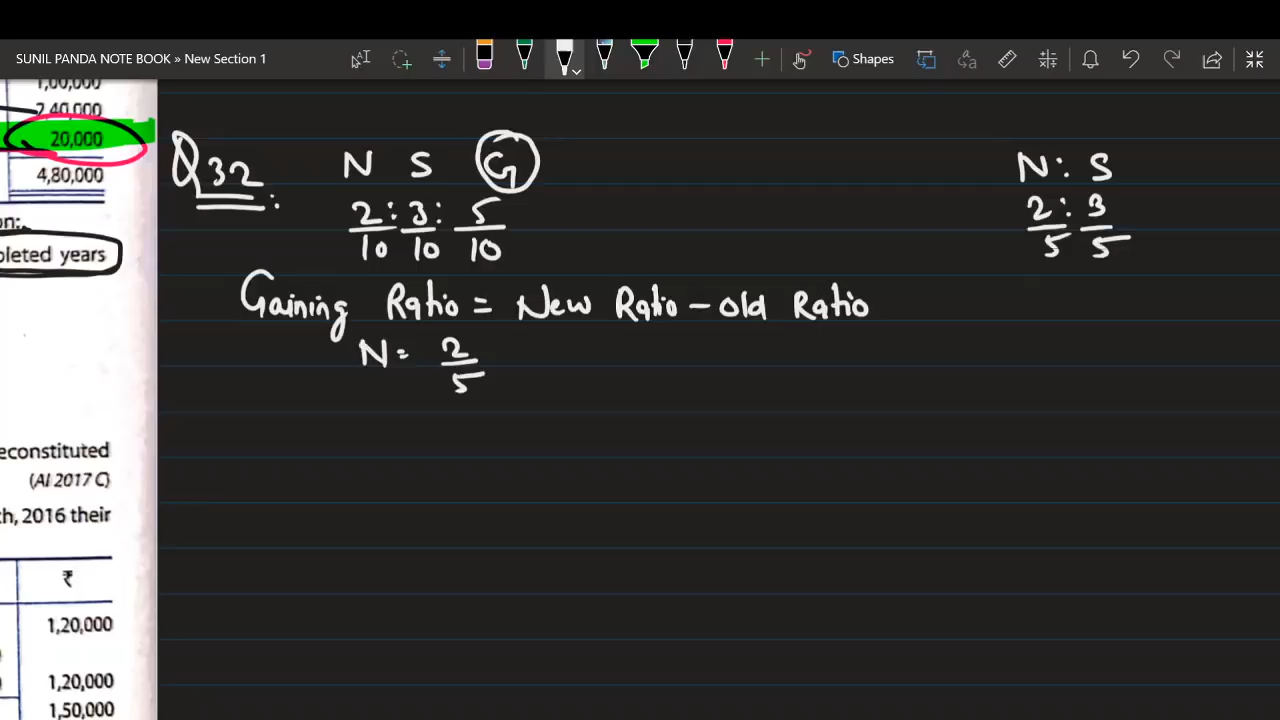 SUNIL PANDA NOTE BOOK » New Section 1
Shapes
1,00,000
2,40,000
20,000
4,80,000
on:
pleted years
econstituted
(AI 2017 C)
ch, 2016 their
₹
1,20,000
1,20,000
1,50,000
Q32 N S G
2 : 3 : 5
10 10 10
Gaining Ratio = New Ratio - Old Ratio
N = 2
5
N : S
2 : 3
5 5